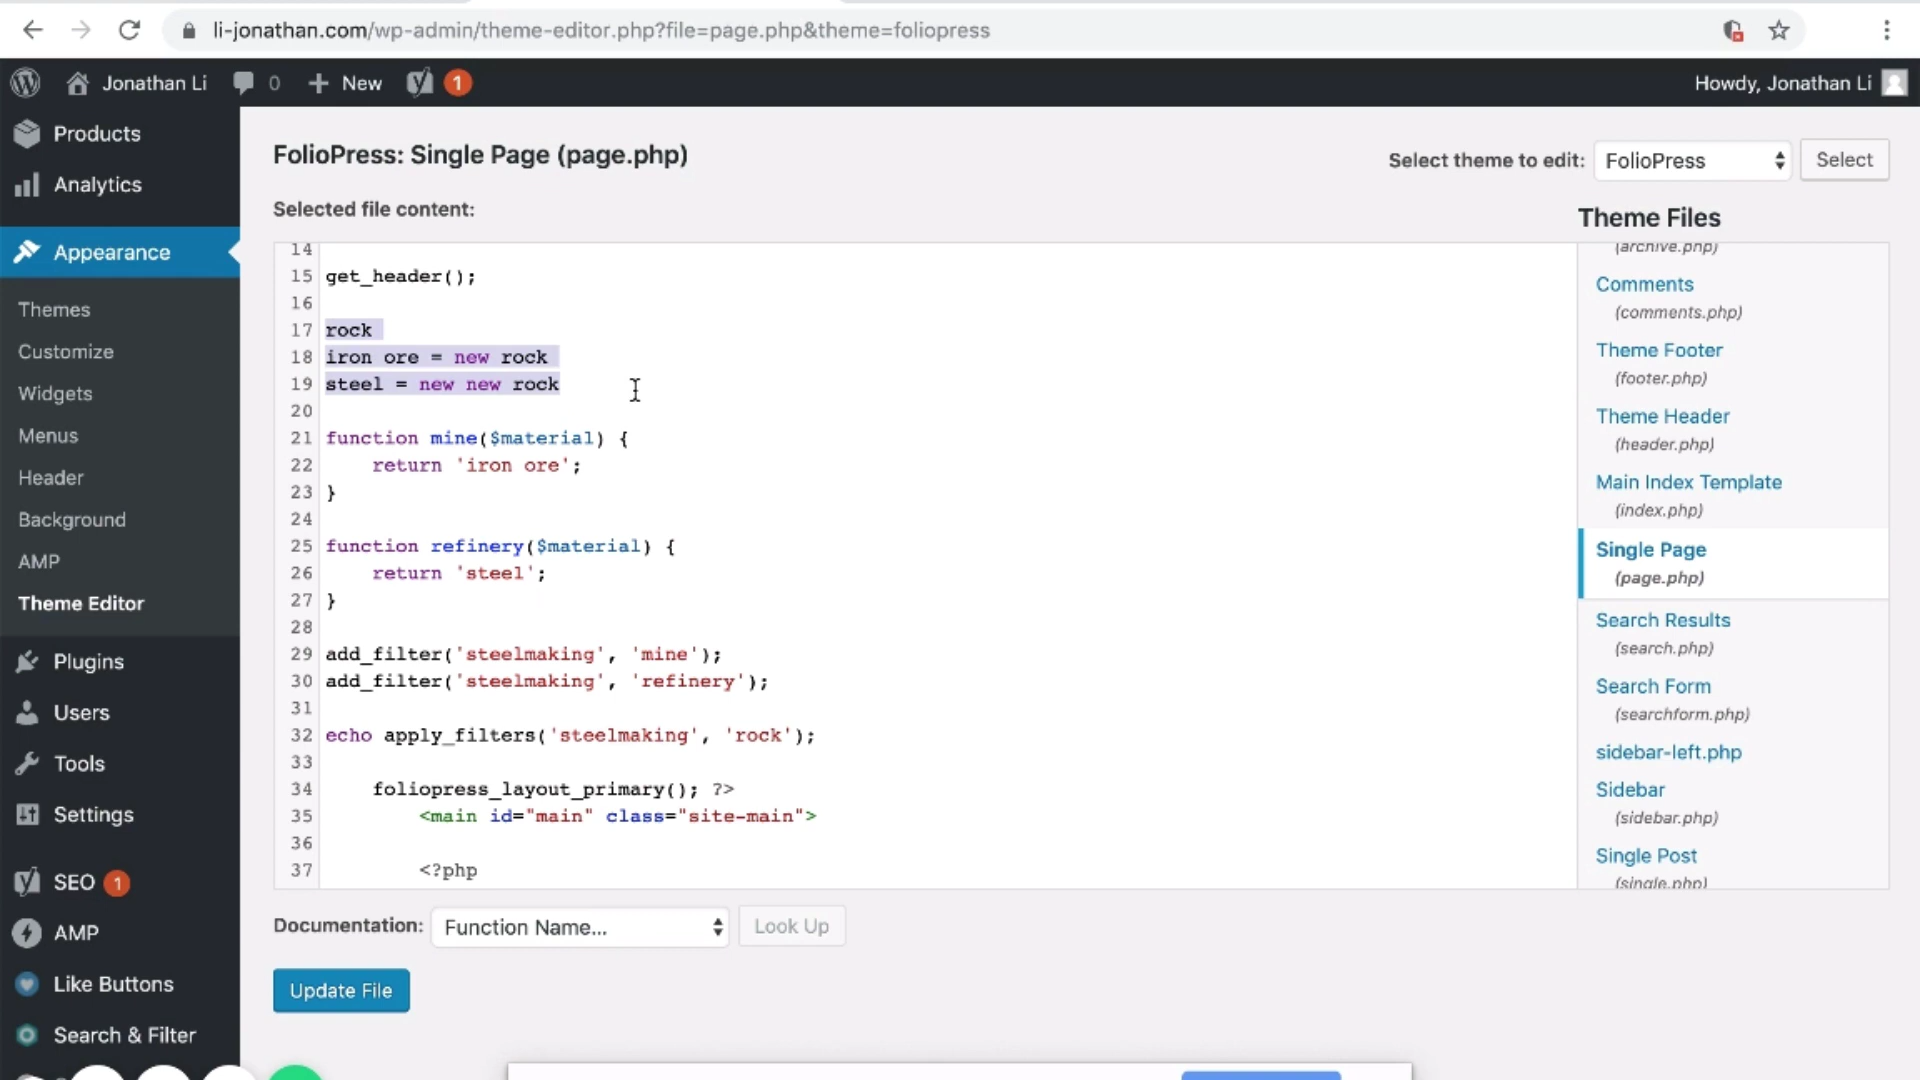 li-jonathan.com/wp-admin/theme-editor.php?file=page.php&theme=foliopress
Jonathan Li
0
New
1
Howdy, Jonathan Li
Products
Analytics
Appearance
Themes
Customize
Widgets
Menus
Header
Background
AMP
Theme Editor
Plugins
Users
Tools
Settings
SEO 1
AMP
Like Buttons
Search & Filter
FolioPress: Single Page (page.php)
Select theme to edit: FolioPress Select
Selected file content:
14
15 get_header();
16
17 rock
18 iron ore = new rock
19 steel = new new rock
20
21 function mine($material) {
22     return 'iron ore';
23 }
24
25 function refinery($material) {
26     return 'steel';
27 }
28
29 add_filter('steelmaking', 'mine');
30 add_filter('steelmaking', 'refinery');
31
32 echo apply_filters('steelmaking', 'rock');
33
34     foliopress_layout_primary(); ?>
35         <main id="main" class="site-main">
36
37         <?php
Theme Files
(archive.php)
Comments
(comments.php)
Theme Footer
(footer.php)
Theme Header
(header.php)
Main Index Template
(index.php)
Single Page
(page.php)
Search Results
(search.php)
Search Form
(searchform.php)
sidebar-left.php
Sidebar
(sidebar.php)
Single Post
(single.php)
Documentation: Function Name... Look Up
Update File